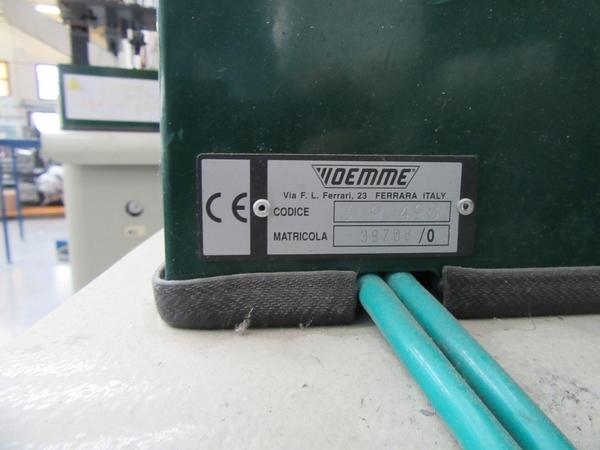 CE
VOEMME
Via F. L. Ferrari, 23 FERRARA ITALY
CODICE
MATRICOLA 39788/0